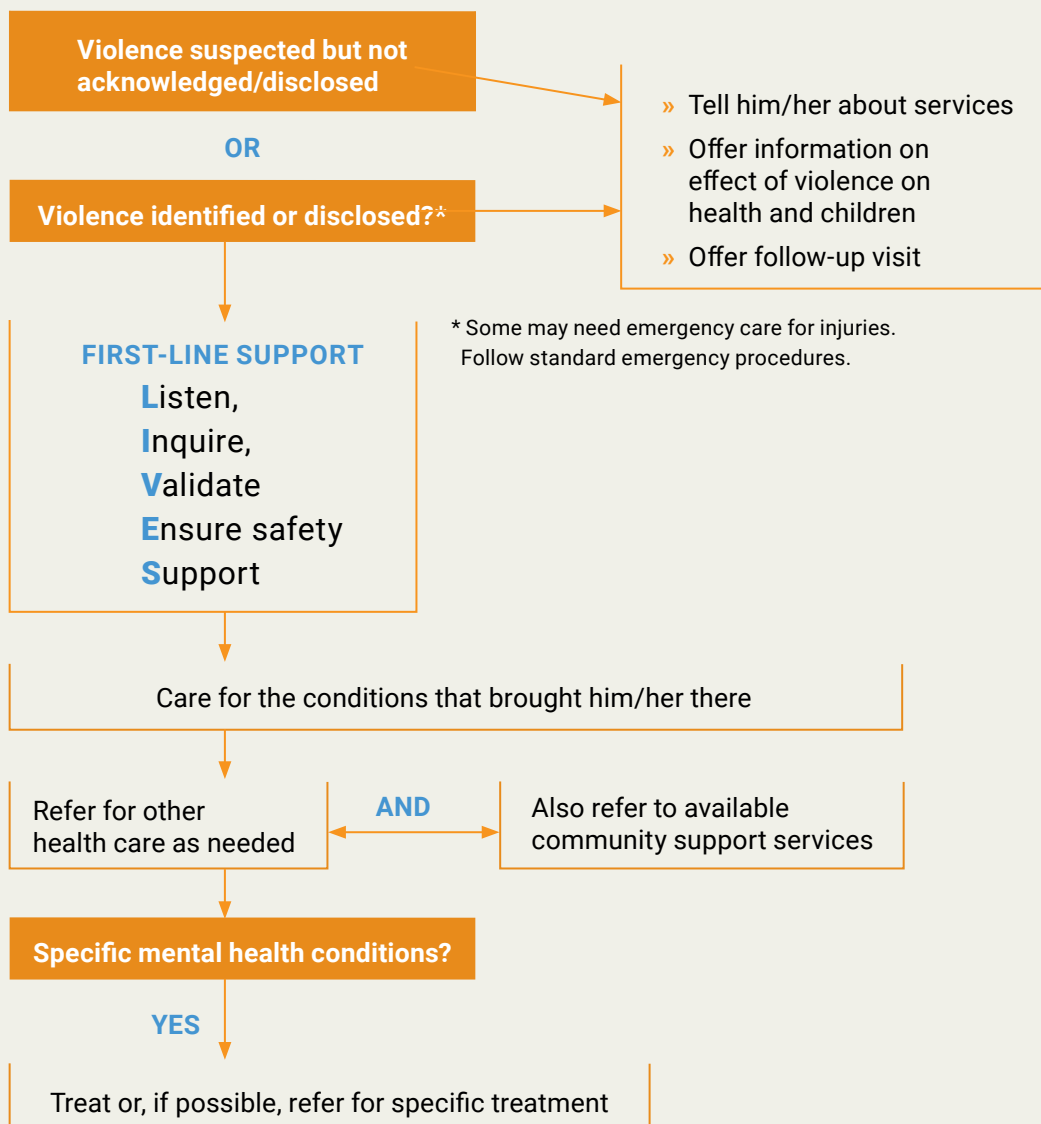 Violence suspected but not
acknowledged/disclosed
OR
Violence identified or disclosed?*
» Tell him/her about services
» Offer information on
effect of violence on
health and children
» Offer follow-up visit
* Some may need emergency care for injuries.
Follow standard emergency procedures.
FIRST-LINE SUPPORT
Listen,
Inquire,
Validate
Ensure safety
Support
Care for the conditions that brought him/her there
Refer for other
health care as needed
AND
Also refer to available
community support services
Specific mental health conditions?
YES
Treat or, if possible, refer for specific treatment